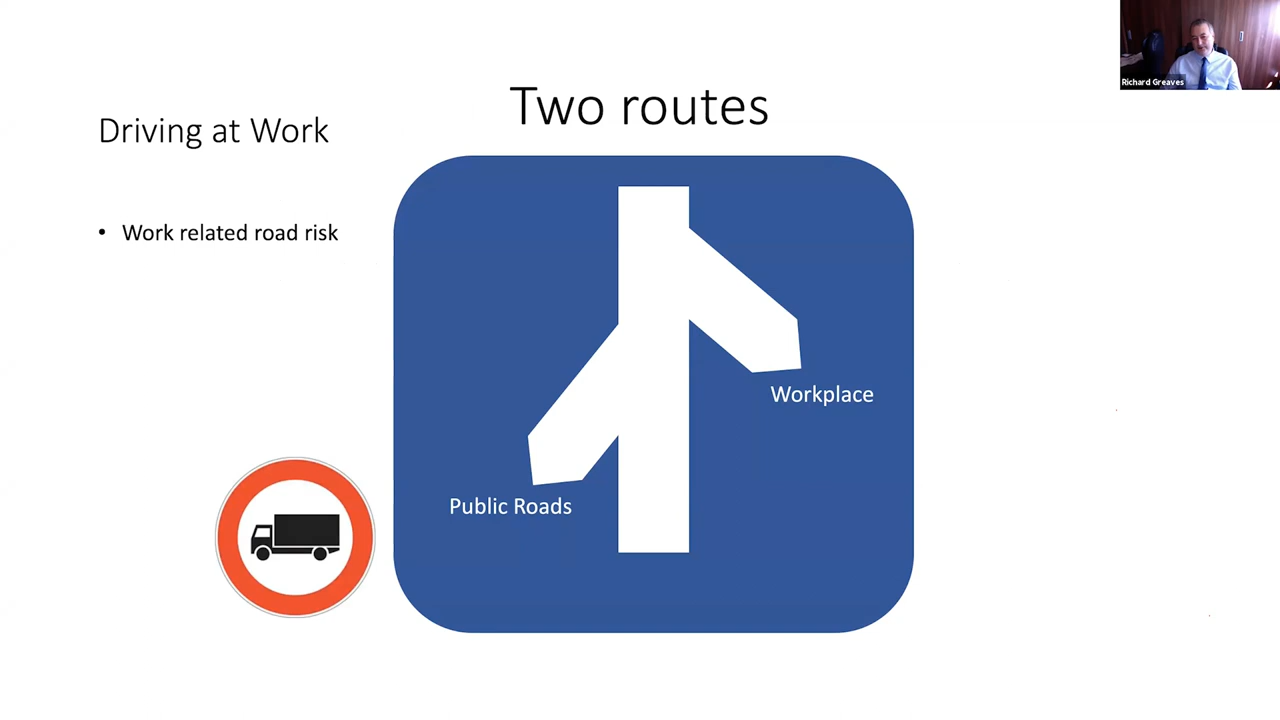 Richard Greaves
Two routes
Driving at Work
• Work related road risk
Workplace
Public Roads